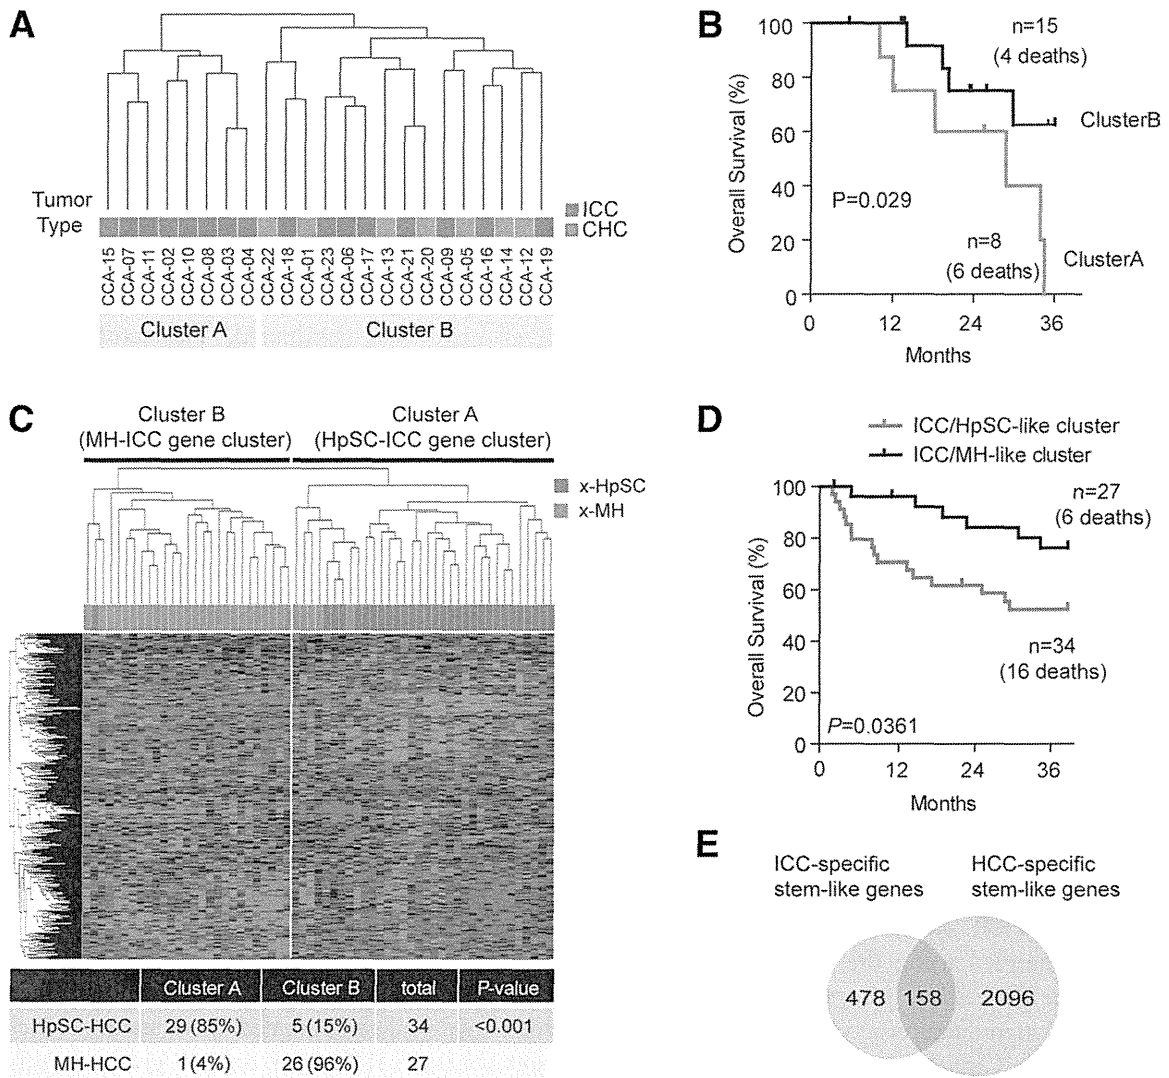 A
Tumor
Type
ICC
CHC
CCA-15
CCA-07
CCA-11
CCA-02
CCA-10
CCA-08
CCA-03
CCA-04
CCA-22
CCA-18
CCA-01
CCA-23
CCA-06
CCA-17
CCA-13
CCA-21
CCA-20
CCA-09
CCA-05
CCA-16
CCA-14
CCA-12
CCA-19
Cluster A
Cluster B
B
Overall Survival (%)
100
80
60
40
20
0
n=15
(4 deaths)
ClusterB
P=0.029
n=8
(6 deaths)
ClusterA
0 12 24 36
Months
C
Cluster B
(MH-ICC gene cluster)
Cluster A
(HpSC-ICC gene cluster)
x-HpSC
x-MH
Cluster A Cluster B total P-value
HpSC-HCC 29 (85%) 5 (15%) 34 <0.001
MH-HCC 1 (4%) 26 (96%) 27
D
ICC/HpSC-like cluster
ICC/MH-like cluster
Overall Survival (%)
100
80
60
40
20
0
n=27
(6 deaths)
n=34
(16 deaths)
P=0.0361
0 12 24 36
Months
E
ICC-specific
stem-like genes
HCC-specific
stem-like genes
478 158 2096